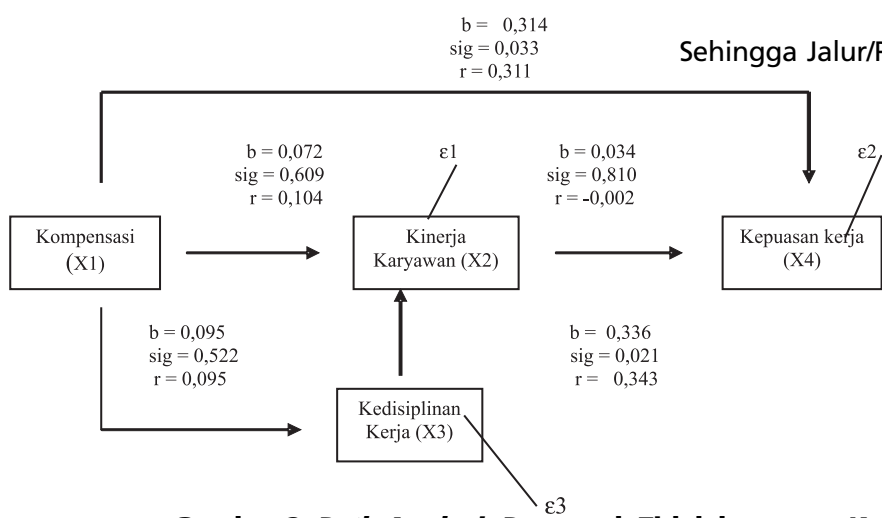 b = 0,314
sig = 0,033
r = 0,311
Sehingga Jalur/
b = 0,072
sig = 0,609
r = 0,104
ε1
b = 0,034
sig = 0,810
r = -0,002
ε2
Kompensasi
(X1)
Kinerja
Karyawan (X2)
Kepuasan kerja
(X4)
b = 0,095
sig = 0,522
r = 0,095
b = 0,336
sig = 0,021
r = 0,343
Kedisiplinan
Kerja (X3)
ε3